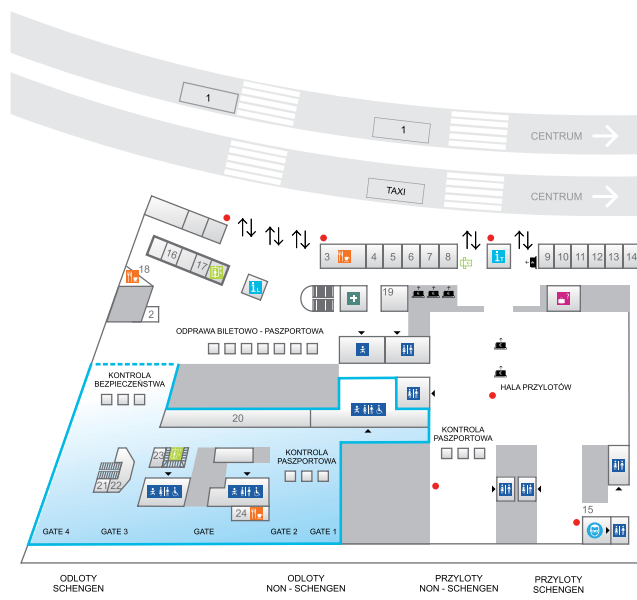 1
1
CENTRUM
TAXI
CENTRUM
3 4 5 6 7 8 9 10 11 12 13 14
16
17
18
2
19
ODPRAWA BILETOWO - PASZPORTOWA
KONTROLA
BEZPIECZEŃSTWA
HALA PRZYLOTÓW
20
KONTROLA
PASZPORTOWA
KONTROLA
PASZPORTOWA
23
21
22
24
15
GATE 4 GATE 3 GATE GATE 2 GATE 1
ODLOTY
SCHENGEN
ODLOTY
NON - SCHENGEN
PRZYLOTY
NON - SCHENGEN
PRZYLOTY
SCHENGEN